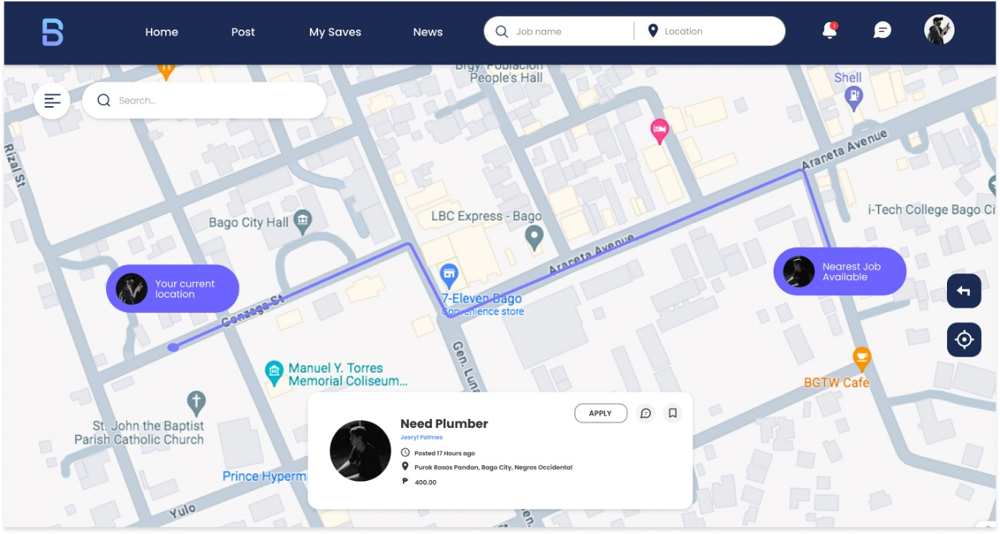 B
Home
Post
My Saves
News
Job name
Location
1
Brgy. Poblacion
People's Hall
Shell
Search...
Rizal St
Araneta Avenue
i-Tech College Bago Ci
Bago City Hall
LBC Express - Bago
Araneta Avenue
Your current
location
Nearest Job
Available
7-Eleven Bago
Convenience store
Gonzaga St
Gen. Luna
Manuel Y. Torres
Memorial Coliseum...
BGTW Cafe
St. John the Baptist
Parish Catholic Church
Prince Hyperm
Yulo
Gen.
APPLY
Need Plumber
Jesryl Palmes
Posted 17 Hours ago
Purok Rosas Pandan, Bago City, Negros Occidental
₱ 400.00